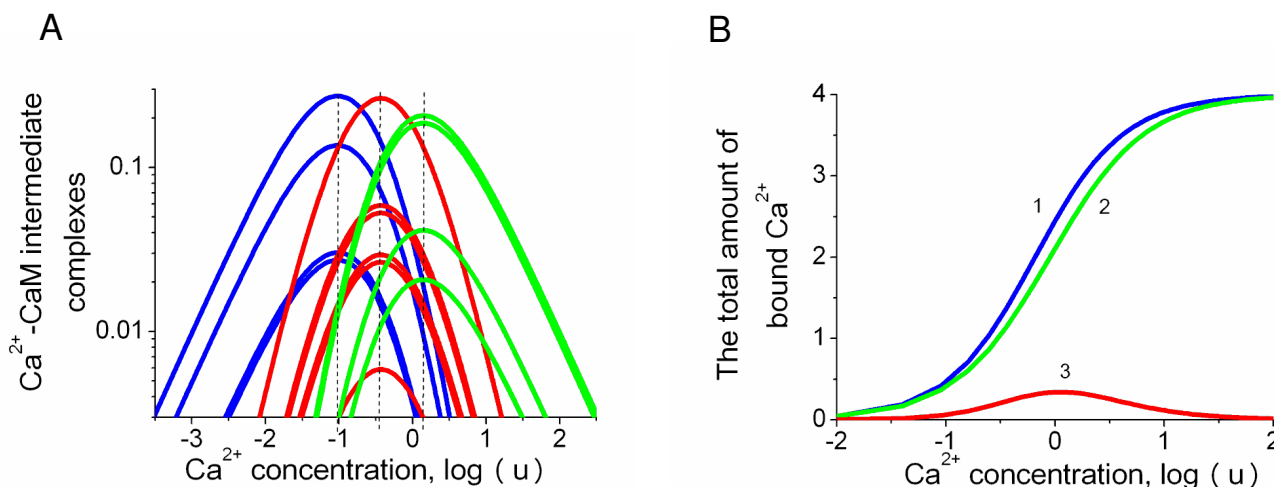 A
Ca2+-CaM intermediate
complexes
0.1
0.01
-3 -2 -1 0 1 2
Ca2+ concentration, log ( u )
B
The total amount of
bound Ca2+
4
3
2
1
0
1
2
3
-2 -1 0 1 2
Ca2+ concentration, log ( u )